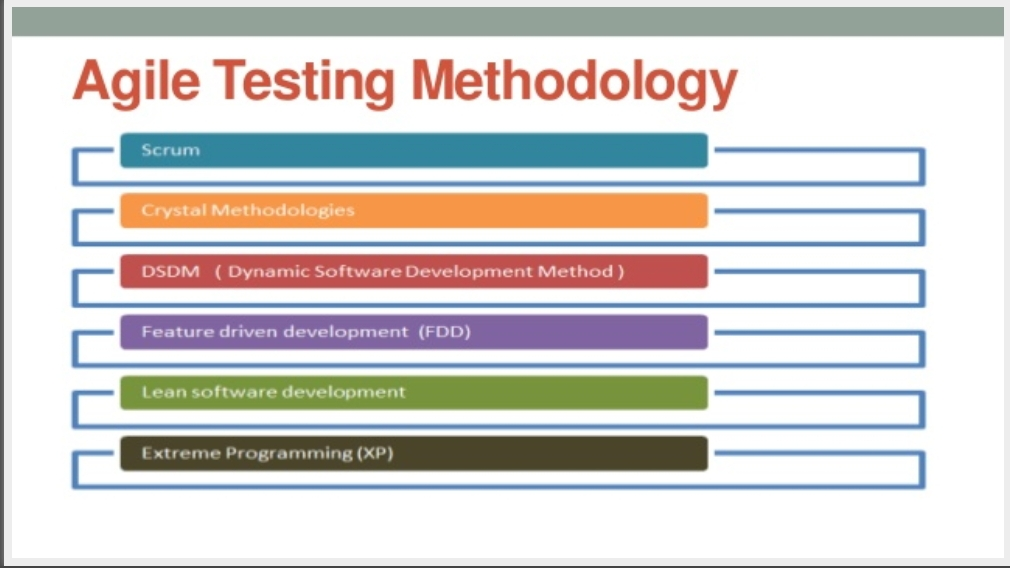 Agile Testing Methodology
Scrum
Crystal Methodologies
DSDM ( Dynamic Software Development Method )
Feature driven development (FDD)
Lean software development
Extreme Programming (XP)